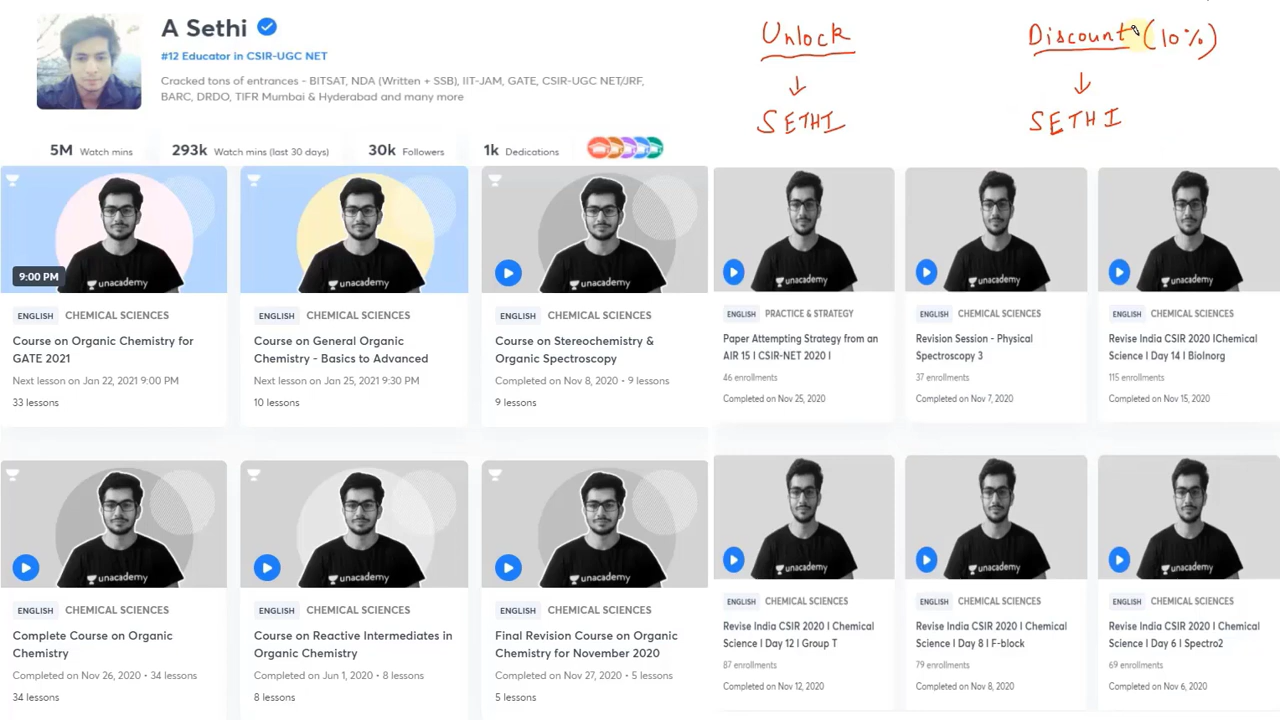 A Sethi
#12 Educator in CSIR-UGC NET
Cracked tons of entrances - BITSAT, NDA (Written + SSB), IIT-JAM, GATE, CSIR-UGC NET/JRF,
BARC, DRDO, TIFR Mumbai & Hyderabad and many more
5M Watch mins
293k Watch mins (last 30 days)
30k Followers
1k Dedications
Unlock
SETHI
Discount (10%)
SETHI
9:00 PM
unacademy
ENGLISH CHEMICAL SCIENCES
Course on Organic Chemistry for
GATE 2021
Next lesson on Jan 22, 2021 9:00 PM
33 lessons
unacademy
ENGLISH CHEMICAL SCIENCES
Course on General Organic
Chemistry - Basics to Advanced
Next lesson on Jan 25, 2021 9:30 PM
10 lessons
unacademy
ENGLISH CHEMICAL SCIENCES
Course on Stereochemistry &
Organic Spectroscopy
Completed on Nov 8, 2020 • 9 lessons
9 lessons
unacademy
ENGLISH PRACTICE & STRATEGY
Paper Attempting Strategy from an
AIR 15 I CSIR-NET 2020 I
46 enrollments
Completed on Nov 25, 2020
unacademy
ENGLISH CHEMICAL SCIENCES
Revision Session - Physical
Spectroscopy 3
37 enrollments
Completed on Nov 7, 2020
unacademy
ENGLISH CHEMICAL SCIENCES
Revise India CSIR 2020 IChemical
Science I Day 14 I BioInorg
115 enrollments
Completed on Nov 15, 2020
unacademy
ENGLISH CHEMICAL SCIENCES
Complete Course on Organic
Chemistry
Completed on Nov 26, 2020 • 34 lessons
34 lessons
unacademy
ENGLISH CHEMICAL SCIENCES
Course on Reactive Intermediates in
Organic Chemistry
Completed on Jun 1, 2020 • 8 lessons
8 lessons
unacademy
ENGLISH CHEMICAL SCIENCES
Final Revision Course on Organic
Chemistry for November 2020
Completed on Nov 27, 2020 • 5 lessons
5 lessons
unacademy
ENGLISH CHEMICAL SCIENCES
Revise India CSIR 2020 I Chemical
Science I Day 12 I Group T
87 enrollments
Completed on Nov 12, 2020
unacademy
ENGLISH CHEMICAL SCIENCES
Revise India CSIR 2020 I Chemical
Science I Day 8 I F-block
79 enrollments
Completed on Nov 8, 2020
unacademy
ENGLISH CHEMICAL SCIENCES
Revise India CSIR 2020 I Chemical
Science I Day 6 I Spectro2
69 enrollments
Completed on Nov 6, 2020